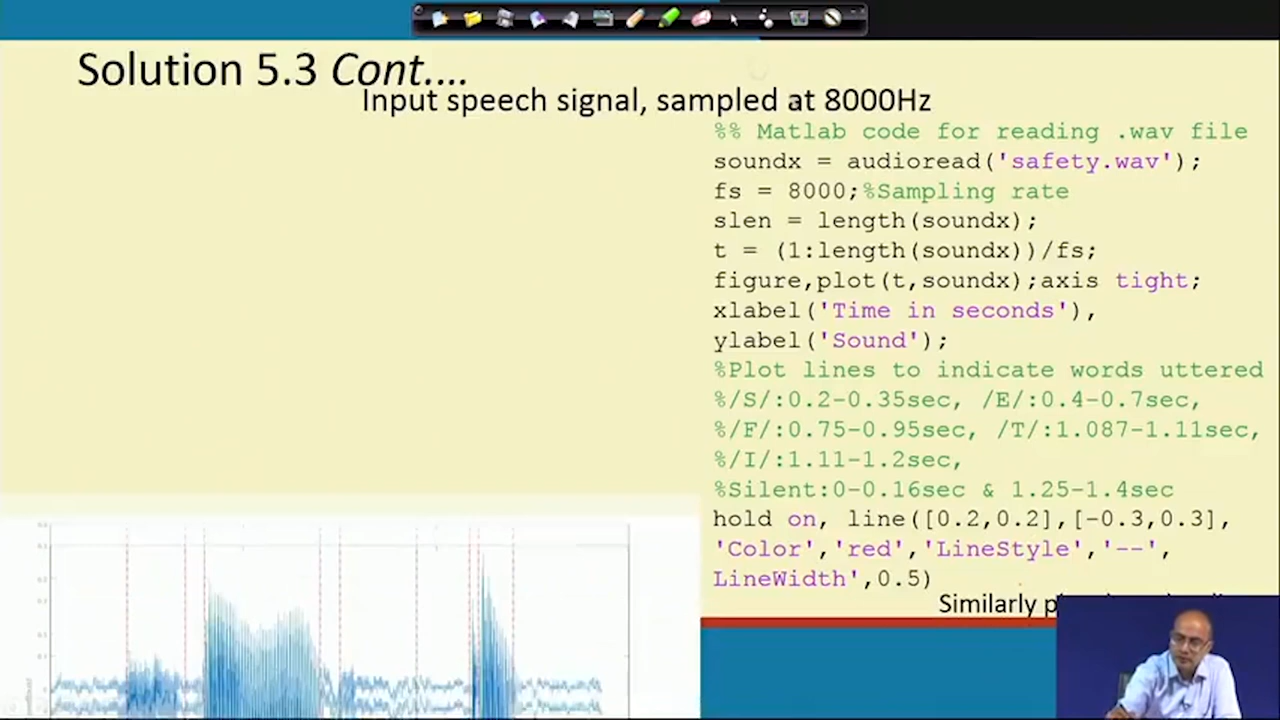 Solution 5.3 Cont....
Input speech signal, sampled at 8000Hz
%% Matlab code for reading .wav file
soundx = audioread('safety.wav');
fs = 8000;%Sampling rate
slen = length(soundx);
t = (1:length(soundx))/fs;
figure,plot(t,soundx);axis tight;
xlabel('Time in seconds'),
ylabel('Sound');
%Plot lines to indicate words uttered
%/S/:0.2-0.35sec, /E/:0.4-0.7sec,
%/F/:0.75-0.95sec, /T/:1.087-1.11sec,
%/I/:1.11-1.2sec,
%Silent:0-0.16sec & 1.25-1.4sec
hold on, line([0.2,0.2],[-0.3,0.3],
'Color','red','LineStyle','--',
LineWidth',0.5)
Similarly